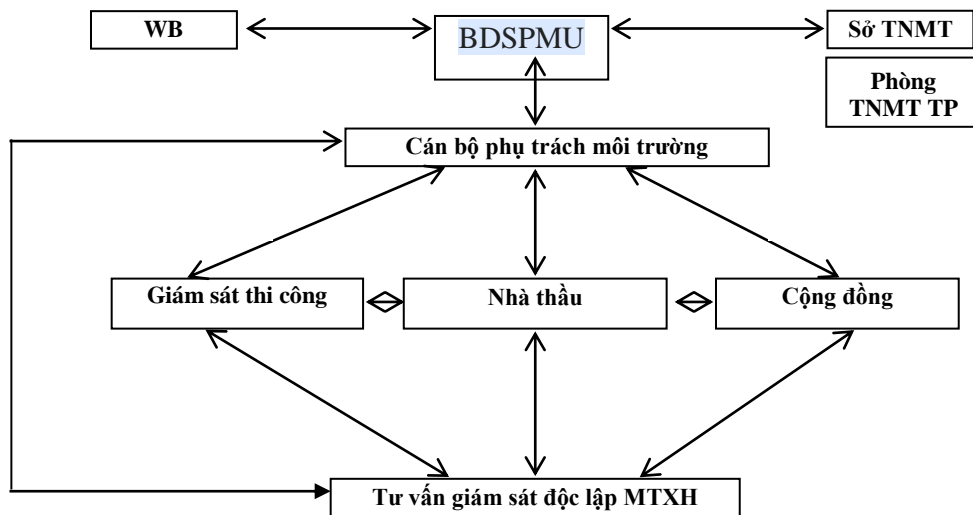 WB
BDSPMU
Sở TNMT
Phòng
TNMT TP
Cán bộ phụ trách môi trường
Giám sát thi công
Nhà thầu
Cộng đồng
Tư vấn giám sát độc lập MTXH